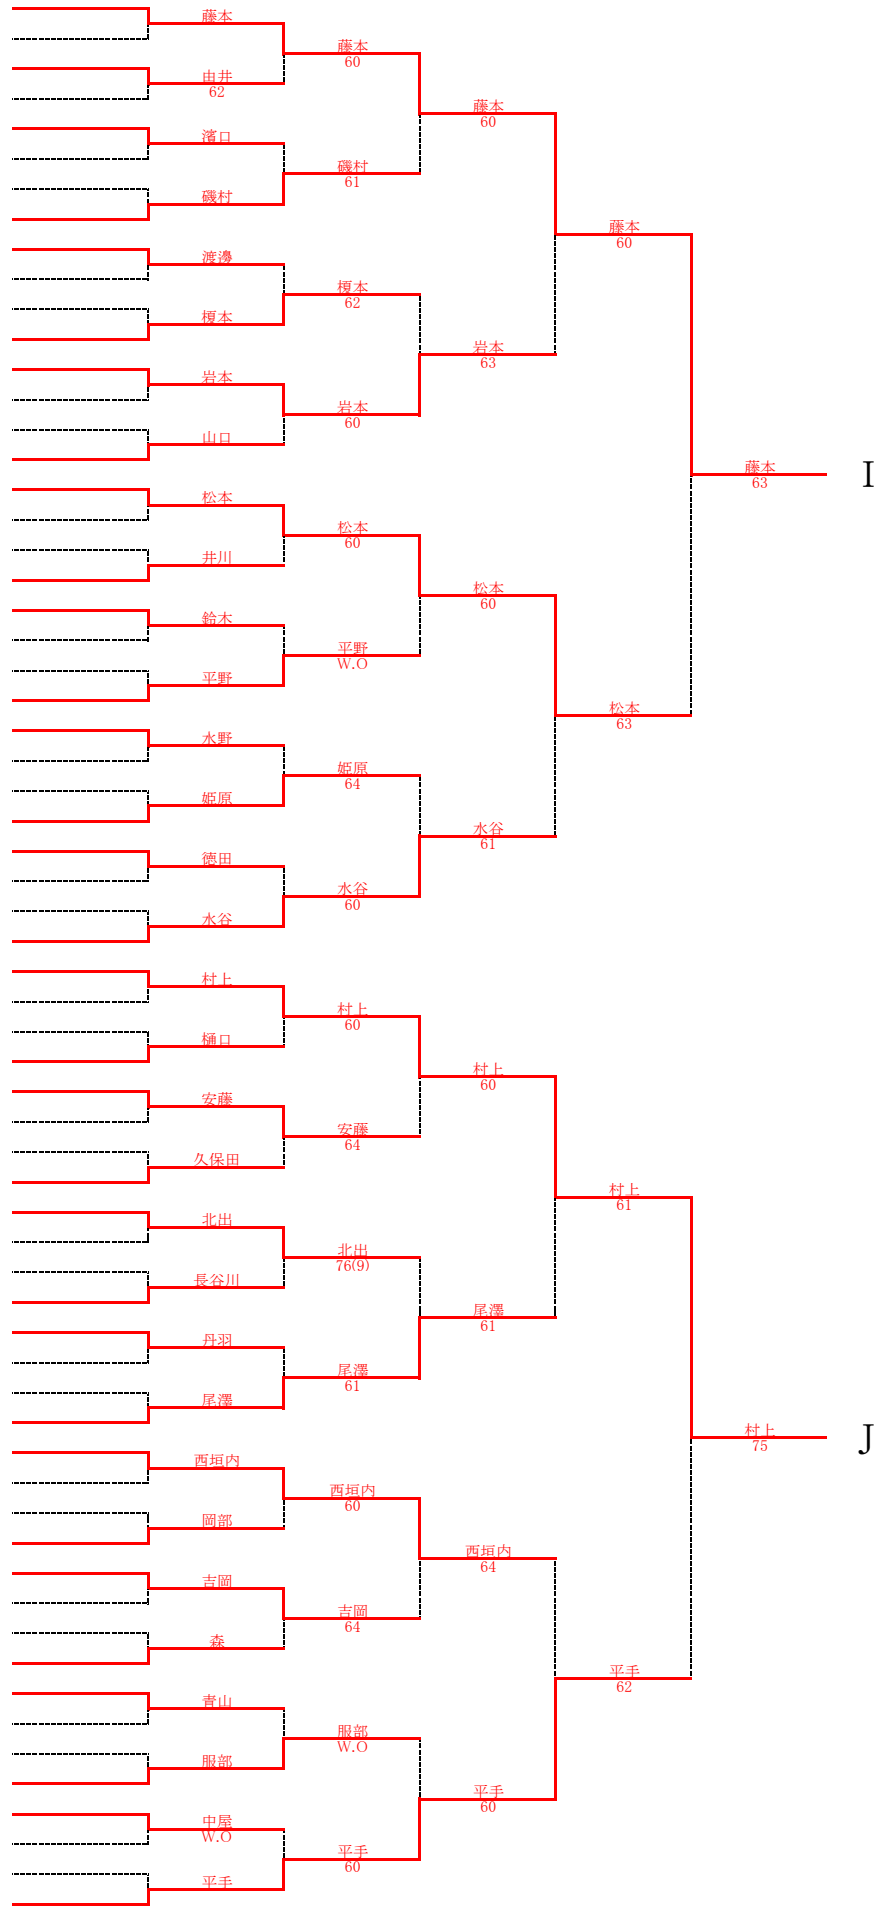 藤本
藤本
60
由井
62
藤本
60
濱口
磯村
61
磯村
藤本
60
渡邊
榎本
62
榎本
岩本
63
岩本
岩本
60
山口
藤本
63
I
松本
松本
60
井川
松本
60
鈴木
平野
W.O
平野
松本
63
水野
姫原
64
姫原
水谷
61
徳田
水谷
60
水谷
村上
村上
60
樋口
村上
60
安藤
安藤
64
久保田
村上
61
北出
北出
76(9)
長谷川
尾澤
61
丹羽
尾澤
61
尾澤
村上
75
J
西垣内
西垣内
60
岡部
西垣内
64
吉岡
吉岡
64
森
平手
62
青山
服部
W.O
服部
平手
60
中屋
W.O
平手
60
平手